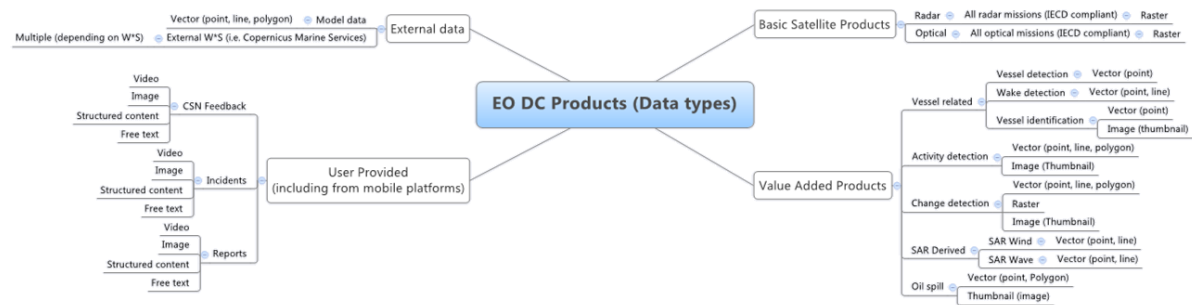 EO DC Products (Data types)
External data
Vector (point, line, polygon) Model data
Multiple (depending on W*S) External W*S (i.e. Copernicus Marine Services)
User Provided
(including from mobile platforms)
CSN Feedback
Video
Image
Structured content
Free text
Incidents
Video
Image
Structured content
Free text
Reports
Video
Image
Structured content
Free text
Basic Satellite Products
Radar All radar missions (IECD compliant) Raster
Optical All optical missions (IECD compliant) Raster
Value Added Products
Vessel related
Vessel detection Vector (point)
Wake detection Vector (point, line)
Vessel identification
Vector (point)
Image (thumbnail)
Activity detection
Vector (point, line, polygon)
Image (Thumbnail)
Change detection
Vector (point, line, polygon)
Raster
Image (Thumbnail)
SAR Derived
SAR Wind Vector (point, line)
SAR Wave Vector (point, line)
Oil spill
Vector (point, Polygon)
Thumbnail (image)